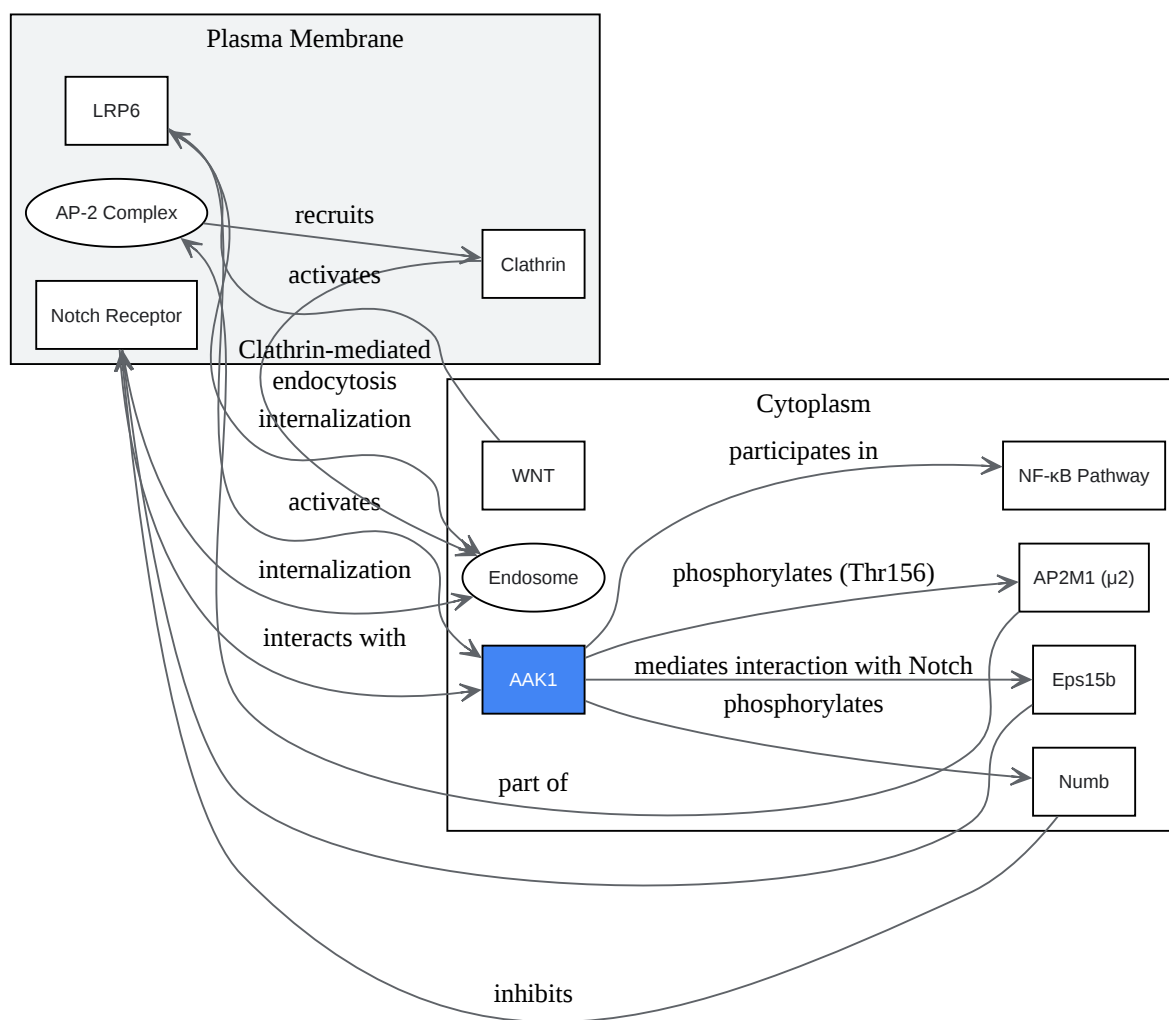 Plasma Membrane
LRP6
AP-2 Complex
recruits
Clathrin
activates
Notch Receptor
Clathrin-mediated
endocytosis
internalization
Cytoplasm
participates in
WNT
NF-κB Pathway
activates
internalization
Endosome
phosphorylates (Thr156)
AP2M1 (μ2)
interacts with
AAK1
mediates interaction with Notch
Eps15b
phosphorylates
part of
Numb
inhibits